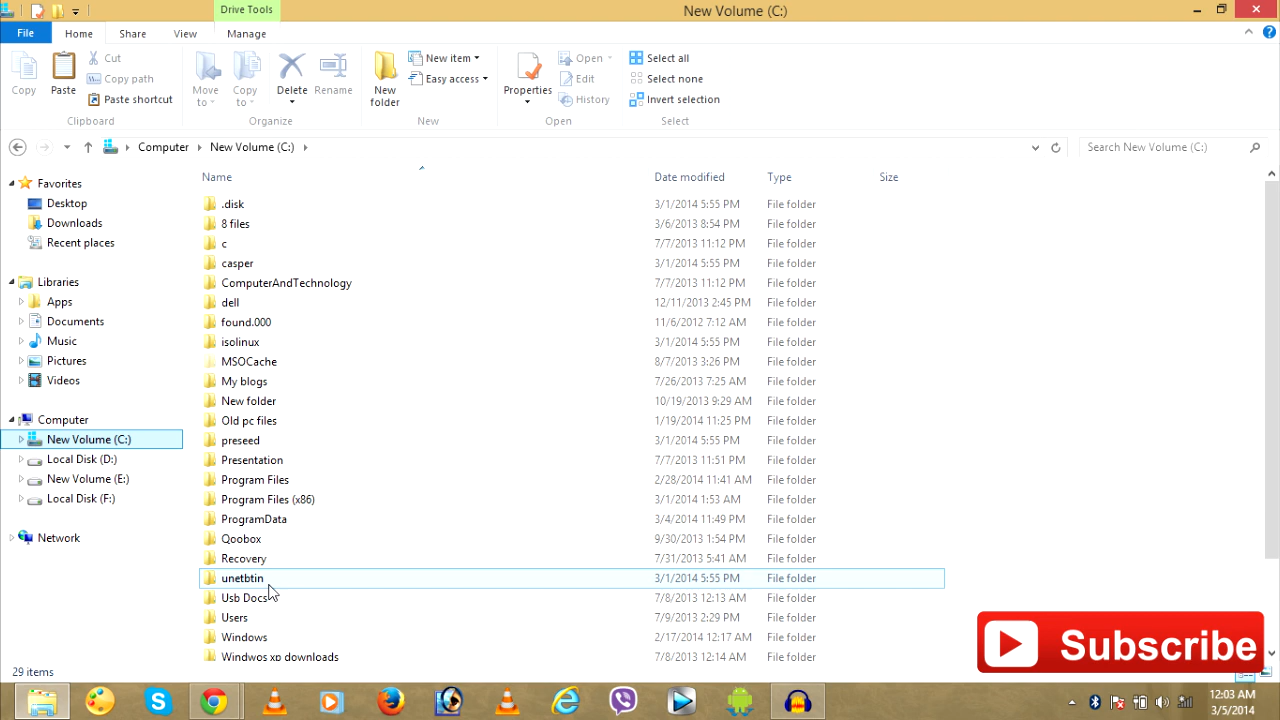 Drive Tools
New Volume (C:)
File Home Share View Manage
Copy Paste Cut Copy path Paste shortcut
Move to Copy to Delete Rename
New folder New item Easy access
Properties Open Edit History
Select all Select none Invert selection
Clipboard Organize New Open Select
Computer New Volume (C:) Search New Volume (C:)
Favorites
Desktop
Downloads
Recent places
Libraries
Apps
Documents
Music
Pictures
Videos
Computer
New Volume (C:)
Local Disk (D:)
New Volume (E:)
Local Disk (F:)
Network
Name Date modified Type Size
.disk 3/1/2014 5:55 PM File folder
8 files 3/6/2013 8:54 PM File folder
c 7/7/2013 11:12 PM File folder
casper 3/1/2014 5:55 PM File folder
ComputerAndTechnology 7/7/2013 11:12 PM File folder
dell 12/11/2013 2:45 PM File folder
found.000 11/6/2012 7:12 AM File folder
isolinux 3/1/2014 5:55 PM File folder
MSOCache 8/7/2013 3:26 PM File folder
My blogs 7/26/2013 7:25 AM File folder
New folder 10/19/2013 9:29 AM File folder
Old pc files 1/19/2014 11:25 PM File folder
preseed 3/1/2014 5:55 PM File folder
Presentation 7/7/2013 11:51 PM File folder
Program Files 2/28/2014 11:41 AM File folder
Program Files (x86) 3/1/2014 1:53 AM File folder
ProgramData 3/4/2014 11:49 PM File folder
Qoobox 9/30/2013 1:54 PM File folder
Recovery 7/31/2013 5:41 AM File folder
unetbtin 3/1/2014 5:55 PM File folder
Usb Docs 7/8/2013 12:13 AM File folder
Users 7/9/2013 2:29 PM File folder
Windows 2/17/2014 12:17 AM File folder
Windwos xp downloads 7/8/2013 12:14 AM File folder
Subscribe
29 items
12:03 AM
3/5/2014